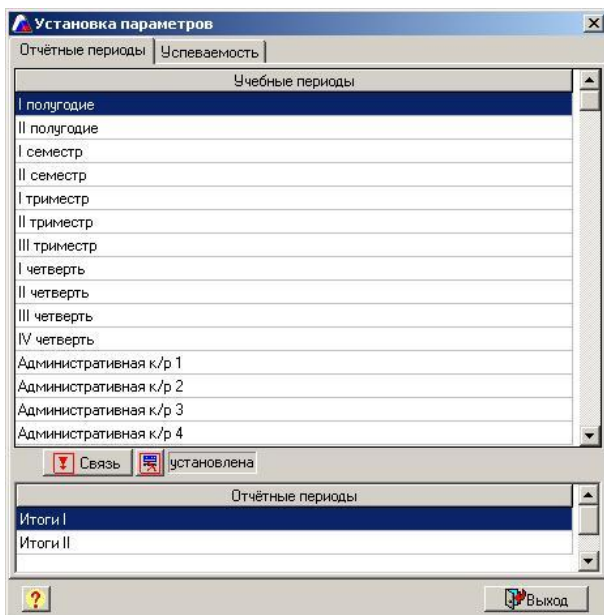 Установка параметров
Отчётные периоды Успеваемость
Учебные периоды
I полугодие
II полугодие
I семестр
II семестр
I триместр
II триместр
III триместр
I четверть
II четверть
III четверть
IV четверть
Административная к/р 1
Административная к/р 2
Административная к/р 3
Административная к/р 4
Связь установлена
Отчётные периоды
Итоги I
Итоги II
? Выход